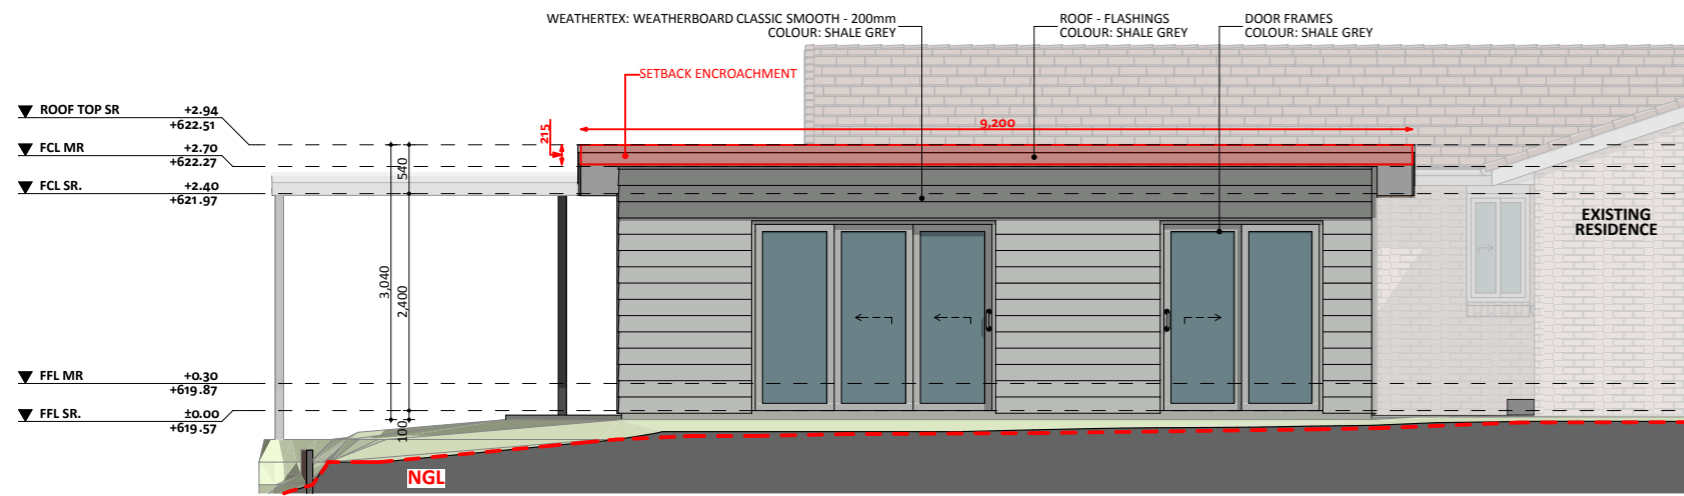 WEATHERTEX: WEATHERBOARD CLASSIC SMOOTH - 200mm
COLOUR: SHALE GREY
ROOF - FLASHINGS
COLOUR: SHALE GREY
DOOR FRAMES
COLOUR: SHALE GREY
SETBACK ENCROACHMENT
ROOF TOP SR +2.94
+622.51
FCL MR +2.70
+622.27
FCL SR. +2.40
+621.97
215
9,200
540
3,040
2,400
100
EXISTING
RESIDENCE
FFL MR +0.30
+619.87
FFL SR. ±0.00
+619.57
NGL